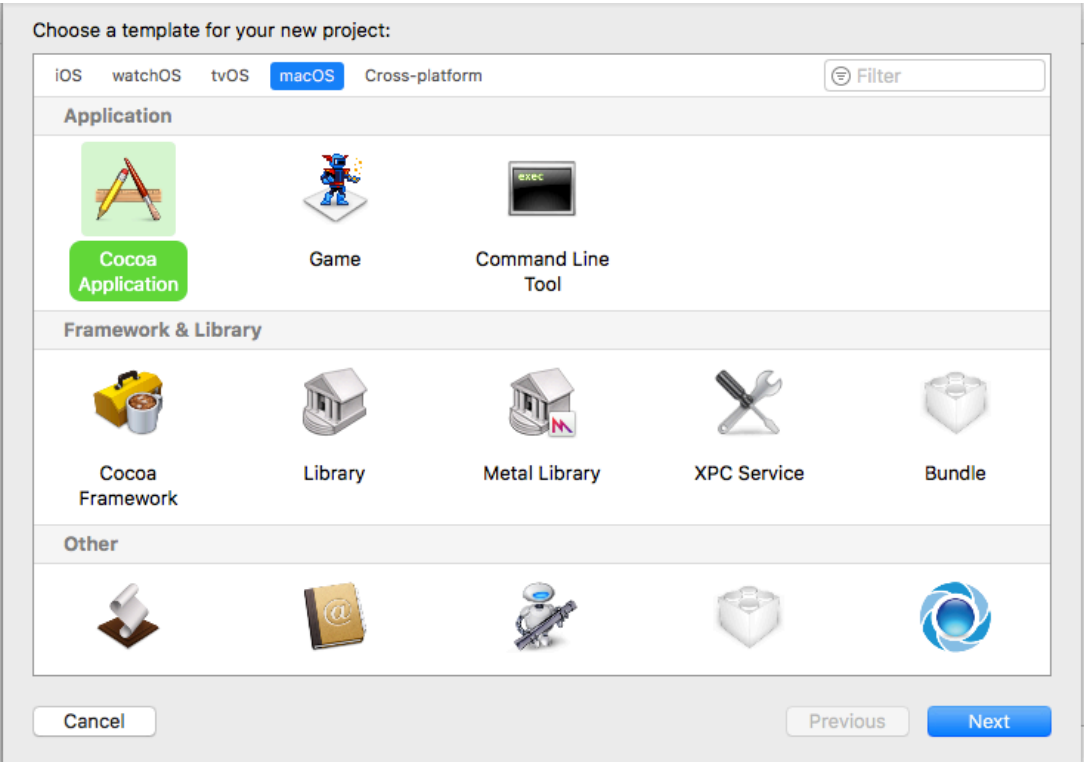 Choose a template for your new project:
iOS watchOS tvOS macOS Cross-platform Filter
Application
exec
Cocoa Application
Game
Command Line Tool
Framework & Library
Cocoa Framework
Library
Metal Library
XPC Service
Bundle
Other
@
Cancel Previous Next